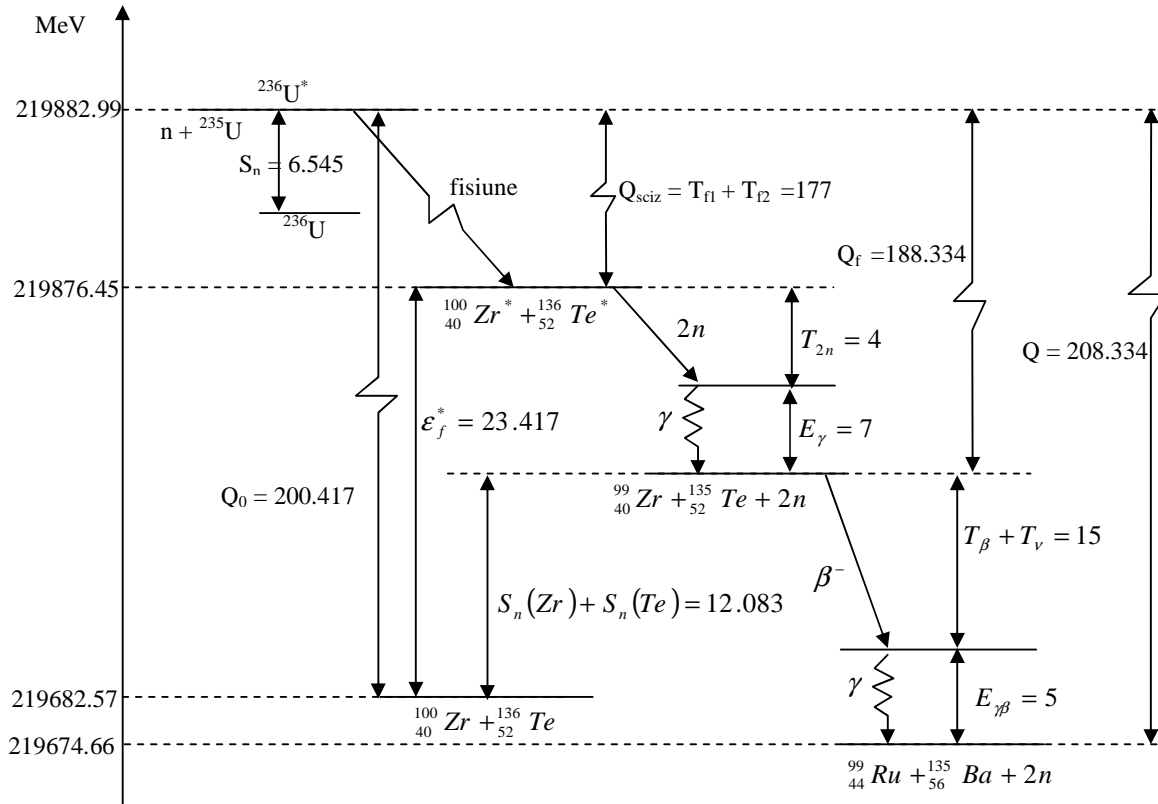 MeV
²³⁶U*
219882.99
n + ²³⁵U
Sₙ = 6.545
²³⁶U
fisiune
Q_sciz = T_f1 + T_f2 =177
Q_f =188.334
219876.45
¹⁰⁰₄₀Zr* + ¹³⁶₅₂Te*
2n
T₂ₙ = 4
Q = 208.334
γ
E_γ = 7
ε*_f = 23.417
Q₀ = 200.417
⁹⁹₄₀Zr + ¹³⁵₅₂Te + 2n
T_β + T_ν = 15
β⁻
Sₙ(Zr) + Sₙ(Te) = 12.083
γ
E_γβ = 5
219682.57
¹⁰⁰₄₀Zr + ¹³⁶₅₂Te
219674.66
⁹⁹₄₄Ru + ¹³⁵₅₆Ba + 2n